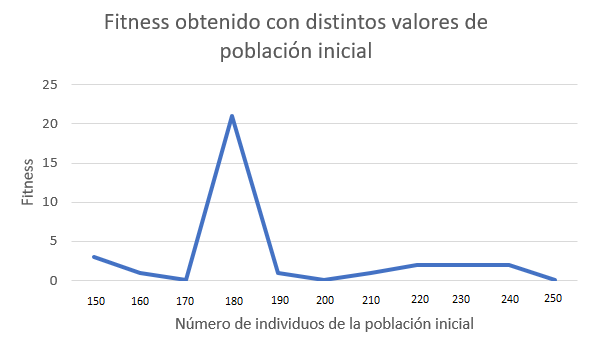 Fitness obtenido con distintos valores de
población inicial
25
20
15
10
5
0
Fitness
150 160 170 180 190 200 210 220 230 240 250
Número de individuos de la población inicial